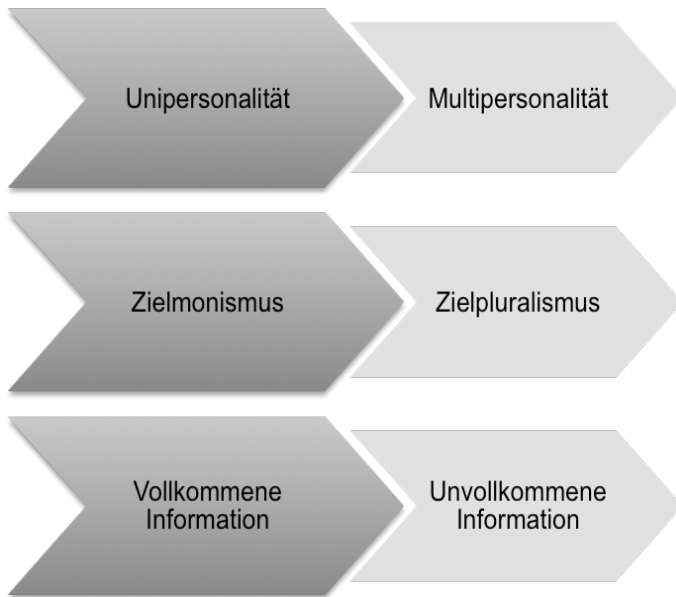 Unipersonalität
Multipersonalität
Zielmonismus
Zielpluralismus
Vollkommene
Information
Unvollkommene
Information